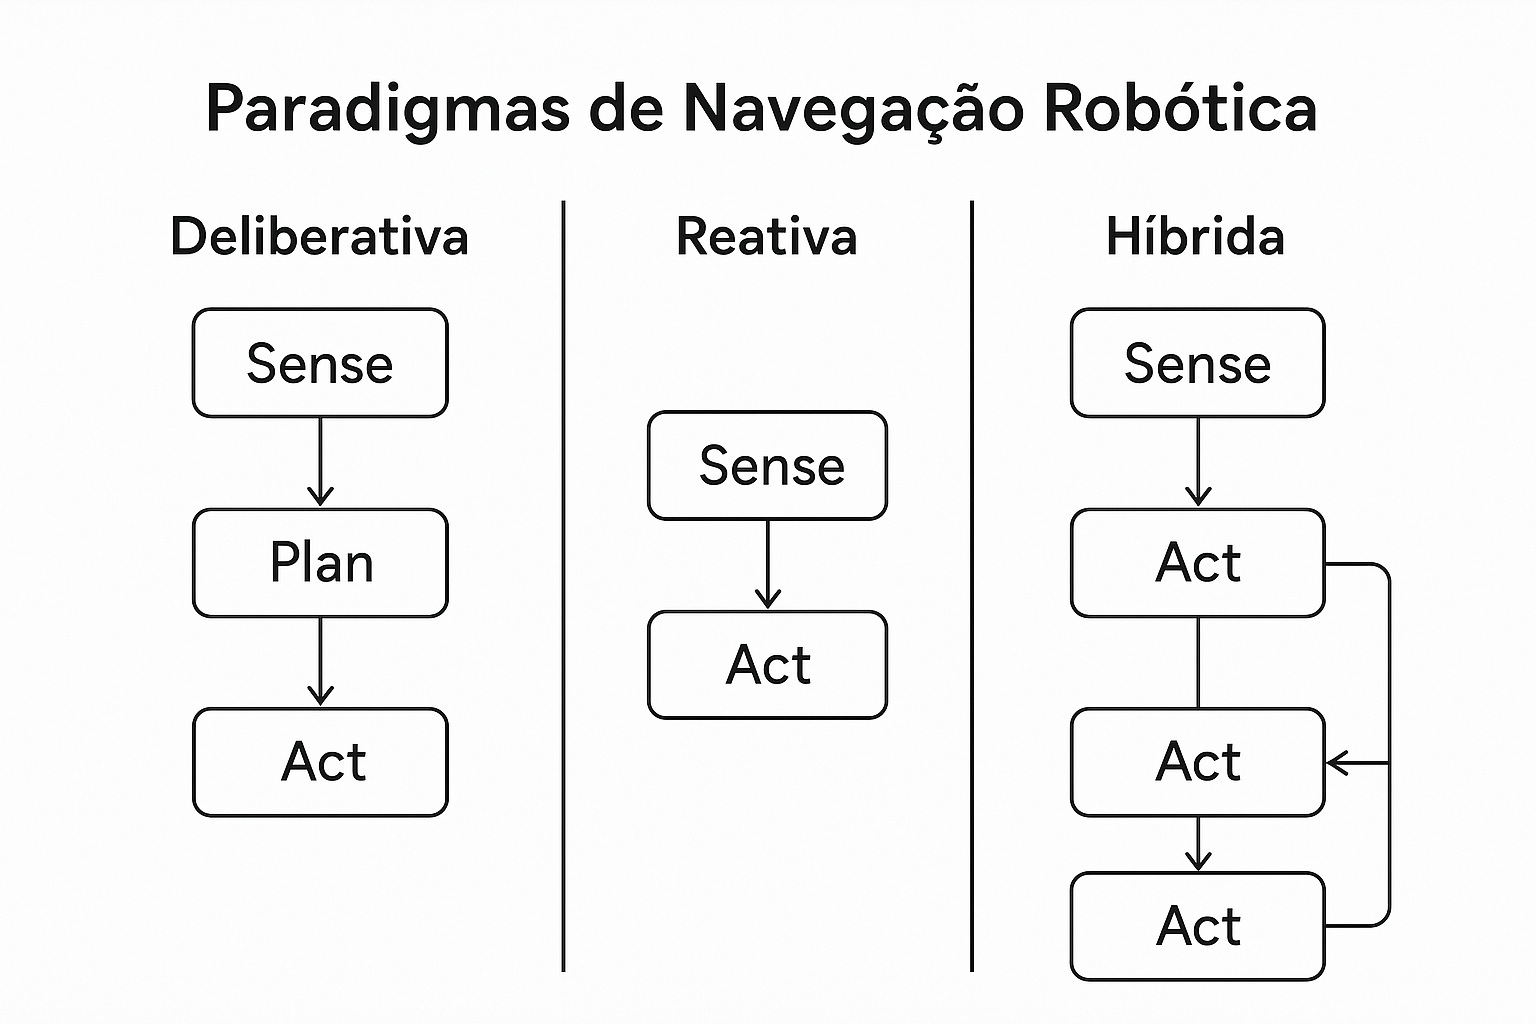 Paradigmas de Navegação Robótica
Deliberativa
Sense
Plan
Act
Reativa
Sense
Act
Híbrida
Sense
Act
Act
Act